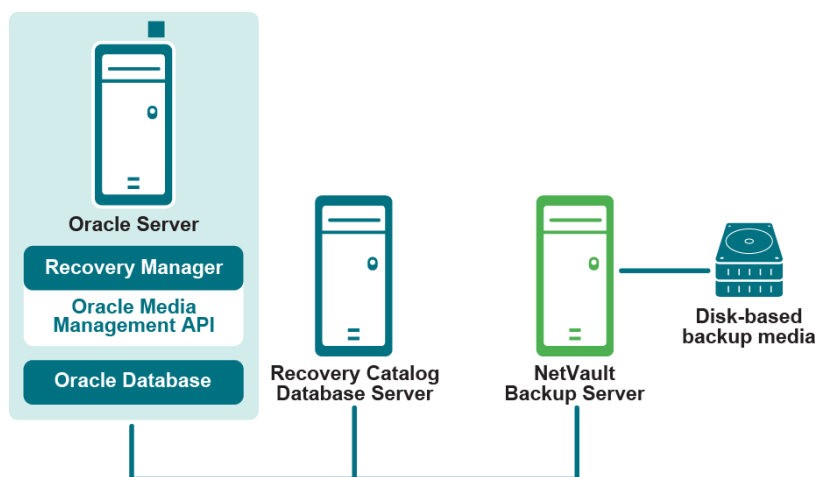 Oracle Server
Recovery Manager
Oracle Media
Management API
Oracle Database
Recovery Catalog
Database Server
NetVault
Backup Server
Disk-based
backup media